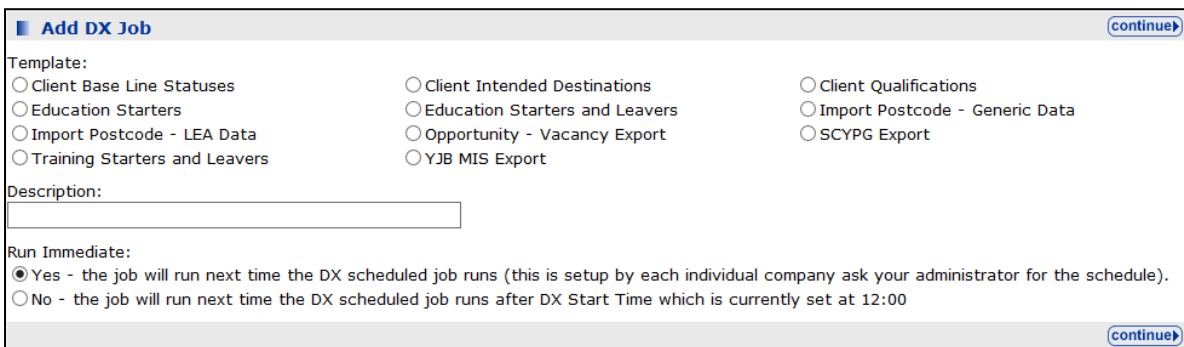 Add DX Job continue
Template:
Client Base Line Statuses Client Intended Destinations Client Qualifications
Education Starters Education Starters and Leavers Import Postcode - Generic Data
Import Postcode - LEA Data Opportunity - Vacancy Export SCYPG Export
Training Starters and Leavers YJB MIS Export
Description:
Run Immediate:
Yes - the job will run next time the DX scheduled job runs (this is setup by each individual company ask your administrator for the schedule).
No - the job will run next time the DX scheduled job runs after DX Start Time which is currently set at 12:00
continue